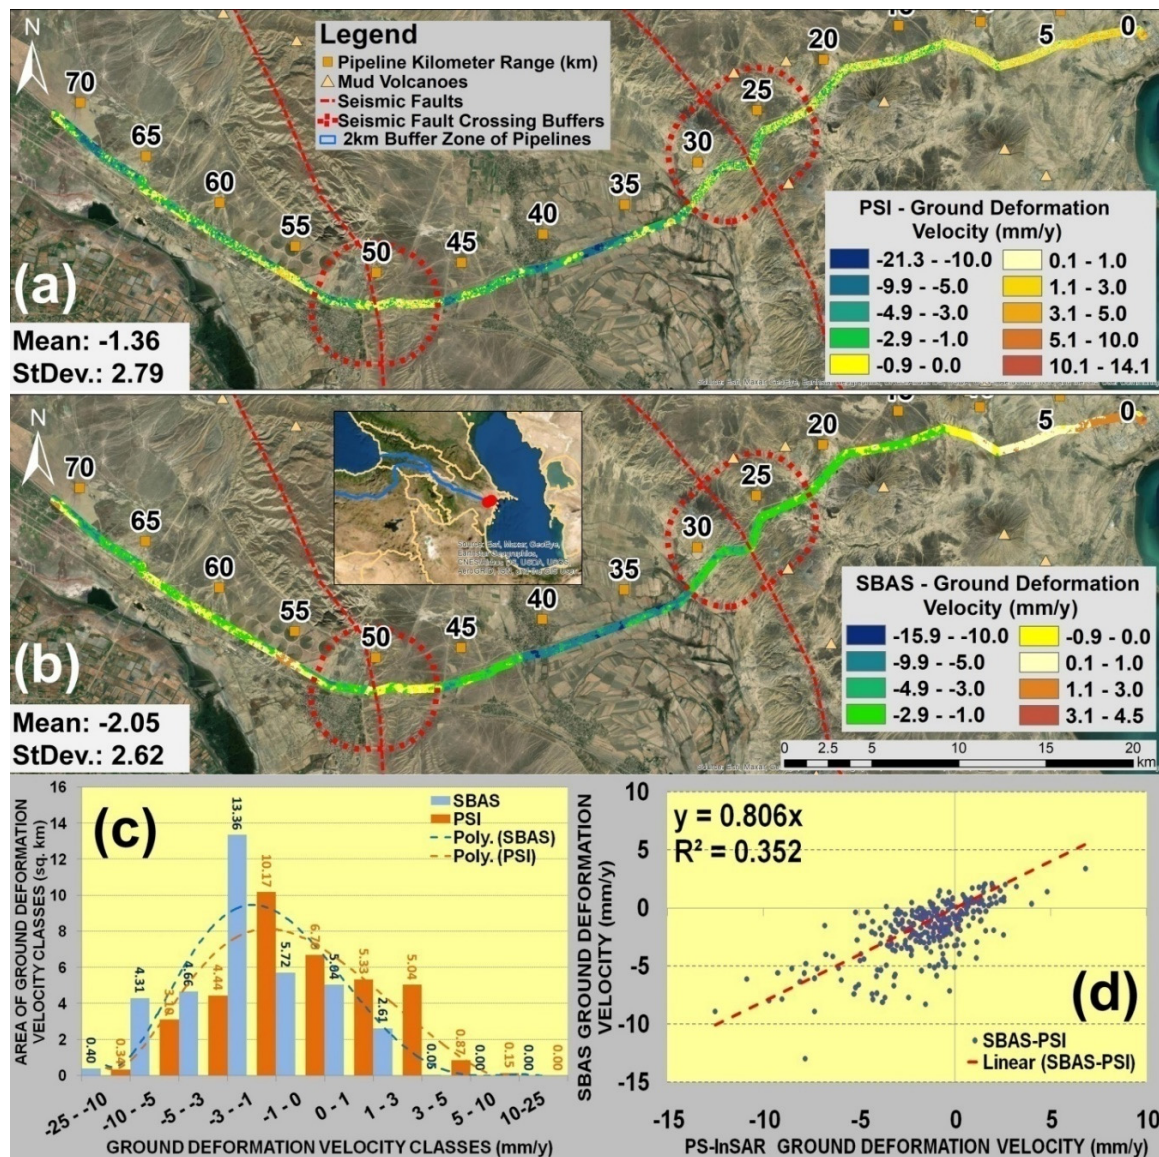 N
70
65
60
55
50
45
40
35
30
25
20
5
0
Legend
Pipeline Kilometer Range (km)
Mud Volcanoes
Seismic Faults
Seismic Fault Crossing Buffers
2km Buffer Zone of Pipelines
PSI - Ground Deformation
Velocity (mm/y)
-21.3 - -10.0
-9.9 - -5.0
-4.9 - -3.0
-2.9 - -1.0
-0.9 - 0.0
0.1 - 1.0
1.1 - 3.0
3.1 - 5.0
5.1 - 10.0
10.1 - 14.1
(a)
Mean: -1.36
StDev.: 2.79
N
70
65
60
55
50
45
40
35
30
25
20
5
0
SBAS - Ground Deformation
Velocity (mm/y)
-15.9 - -10.0
-9.9 - -5.0
-4.9 - -3.0
-2.9 - -1.0
-0.9 - 0.0
0.1 - 1.0
1.1 - 3.0
3.1 - 4.5
0 2.5 5 10 15 20
km
(b)
Mean: -2.05
StDev.: 2.62
(c)
AREA OF GROUND DEFORMATION
VELOCITY CLASSES (sq. km)
16
14
12
10
8
6
4
2
0
SBAS
PSI
Poly. (SBAS)
Poly. (PSI)
0.40
0.34
4.31
4.66
4.44
13.36
10.17
5.72
5.04
5.33
2.61
5.04
0.05
0.87
0.00
0.15
0.00
0.00
-25 - -10
-10 - -5
-5 - -3
-3 - -1
-1 - 0
0 - 1
1 - 3
3 - 5
5 - 10
10-25
GROUND DEFORMATION VELOCITY CLASSES (mm/y)
SBAS GROUND DEFORMATION
VELOCITY (mm/y)
10
5
0
-5
-10
-15
y = 0.806x
R² = 0.352
(d)
SBAS-PSI
Linear (SBAS-PSI)
-15 -10 -5 0 5 10
PS-InSAR GROUND DEFORMATION VELOCITY (mm/y)